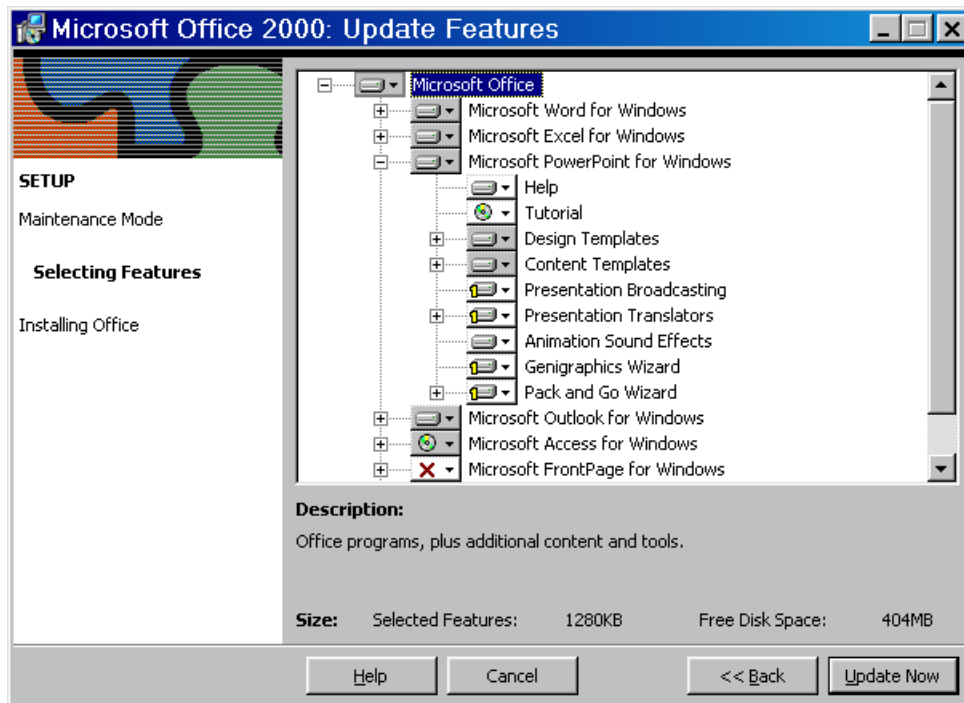 Microsoft Office 2000: Update Features
SETUP
Maintenance Mode
Selecting Features
Installing Office
Microsoft Office
Microsoft Word for Windows
Microsoft Excel for Windows
Microsoft PowerPoint for Windows
Help
Tutorial
Design Templates
Content Templates
Presentation Broadcasting
Presentation Translators
Animation Sound Effects
Genigraphics Wizard
Pack and Go Wizard
Microsoft Outlook for Windows
Microsoft Access for Windows
Microsoft FrontPage for Windows
Description:
Office programs, plus additional content and tools.
Size: Selected Features: 1280KB Free Disk Space: 404MB
Help Cancel << Back Update Now